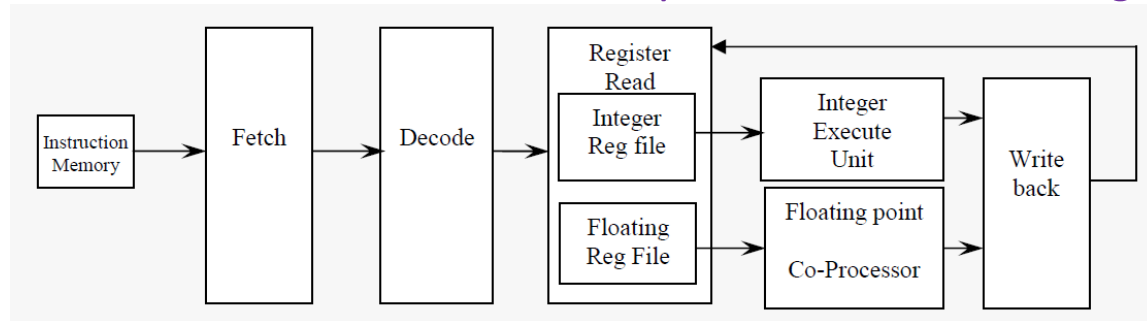 Instruction
Memory
Fetch
Decode
Register
Read
Integer
Reg file
Floating
Reg File
Integer
Execute
Unit
Floating point
Co-Processor
Write
back